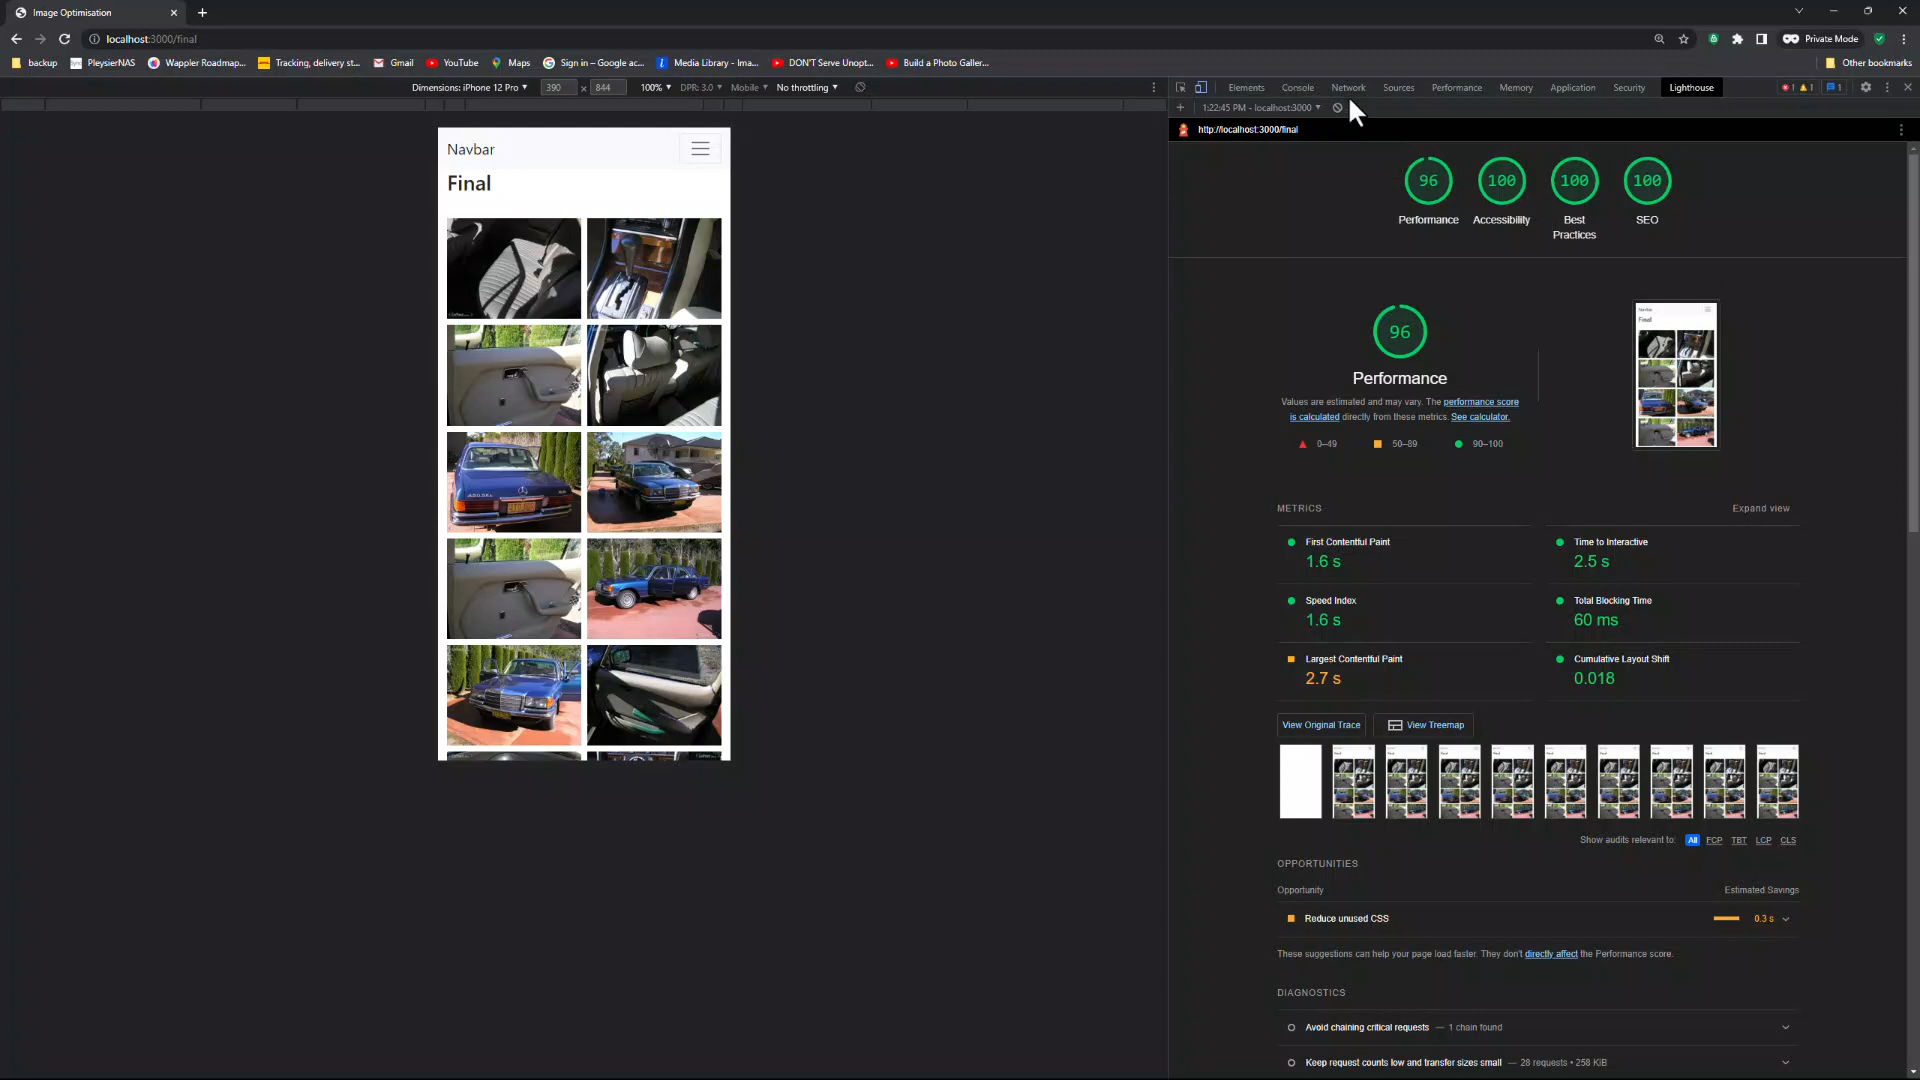 Image Optimisation
localhost:3000/final
Private Mode
backup
PleysierNAS
Wappler Roadmap...
Tracking, delivery st...
Gmail
YouTube
Maps
Sign in – Google ac...
Media Library - Ima...
DON'T Serve Unopt...
Build a Photo Galler...
Other bookmarks
Dimensions: iPhone 12 Pro
390 × 844
100%
DPR: 3.0
Mobile
No throttling
Elements
Console
Network
Sources
Performance
Memory
Application
Security
Lighthouse
1
1
1
1:22:45 PM - localhost:3000
http://localhost:3000/final
Navbar
Final
96
100
100
100
Performance
Accessibility
Best
Practices
SEO
96
Performance
Values are estimated and may vary. The performance score
is calculated directly from these metrics. See calculator.
0–49
50–89
90–100
METRICS
Expand view
First Contentful Paint
1.6 s
Time to Interactive
2.5 s
Speed Index
1.6 s
Total Blocking Time
60 ms
Largest Contentful Paint
2.7 s
Cumulative Layout Shift
0.018
View Original Trace
View Treemap
Show audits relevant to: All FCP TBT LCP CLS
OPPORTUNITIES
Opportunity
Estimated Savings
Reduce unused CSS
0.3 s
These suggestions can help your page load faster. They don't directly affect the Performance score.
DIAGNOSTICS
Avoid chaining critical requests — 1 chain found
Keep request counts low and transfer sizes small — 28 requests • 258 KiB